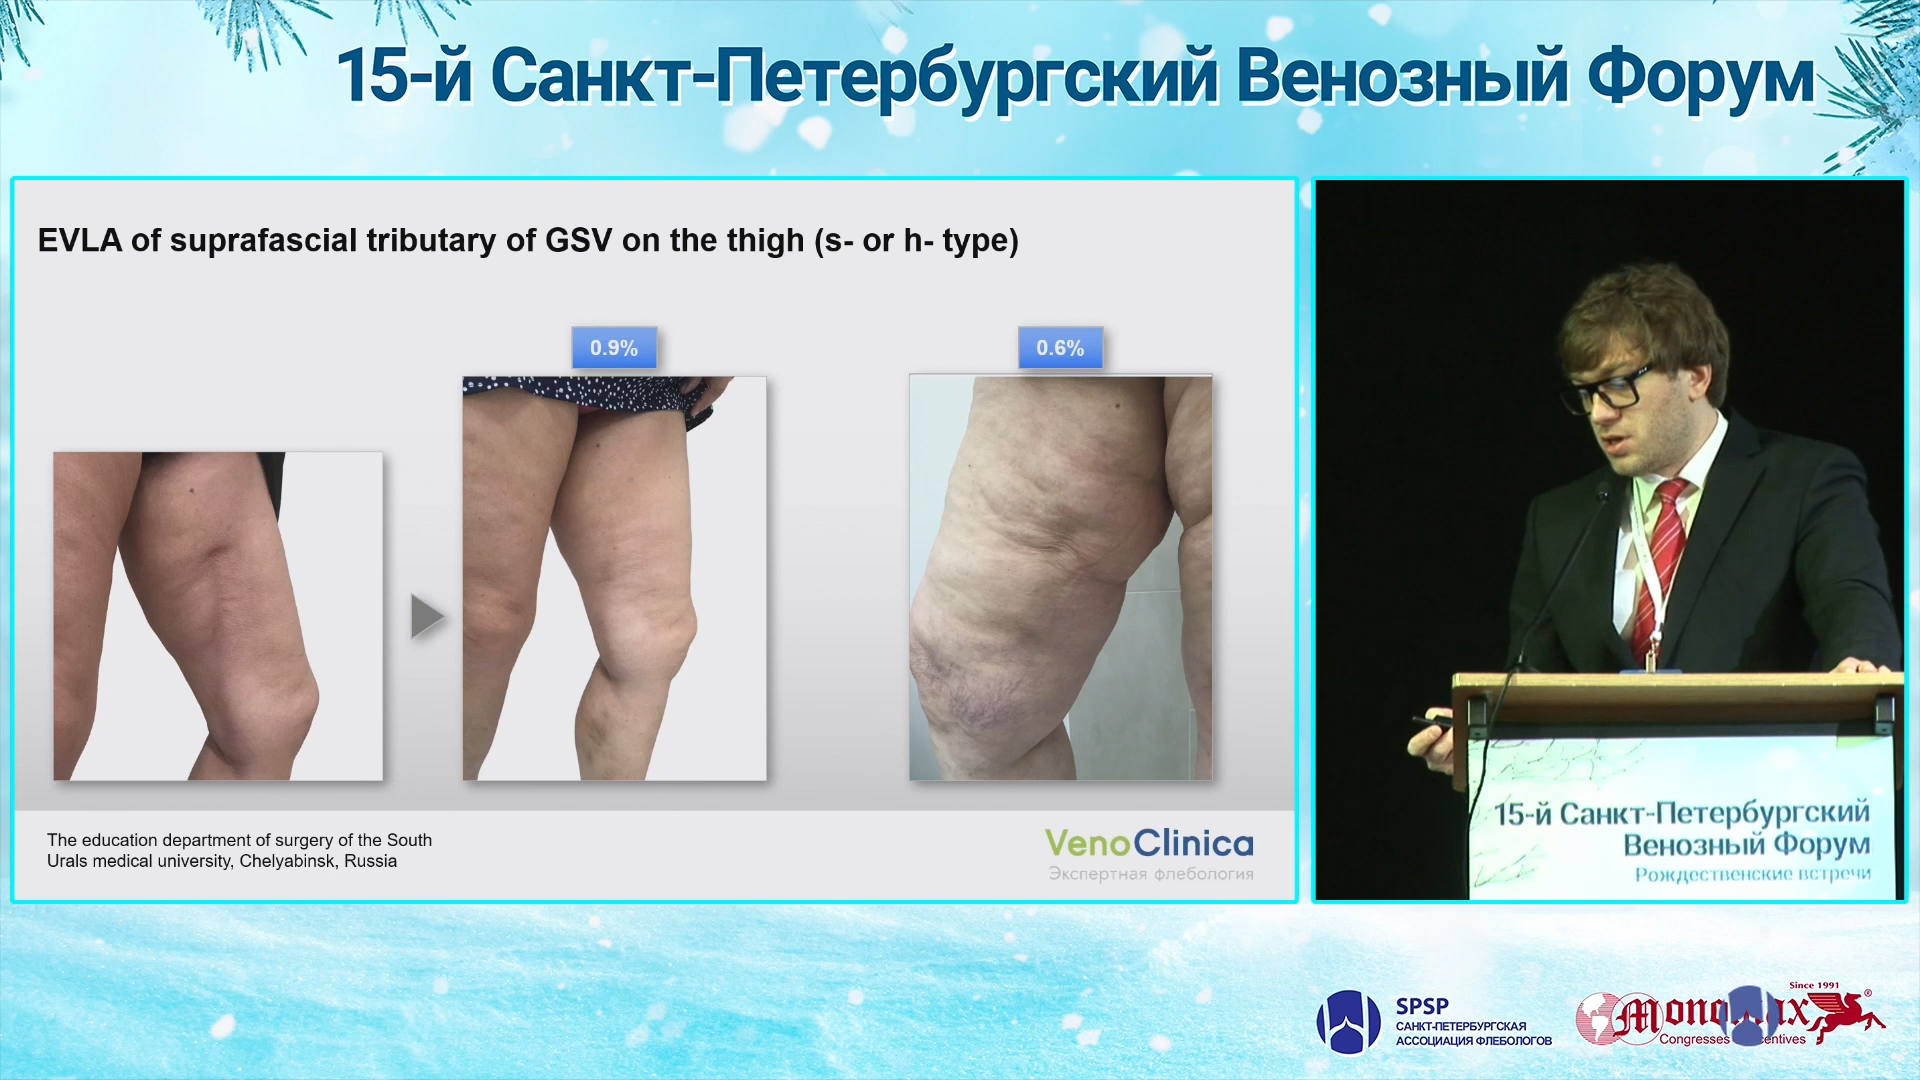 15-й Санкт-Петербургский Венозный Форум
EVLA of suprafascial tributary of GSV on the thigh (s- or h- type)
0.9%
0.6%
The education department of surgery of the South
Urals medical university, Chelyabinsk, Russia
VenoClinica
Экспертная флебология
15-й Санкт-Петербургский
Венозный Форум
Рождественские встречи
SPSP
САНКТ-ПЕТЕРБУРГСКАЯ
АССОЦИАЦИЯ ФЛЕБОЛОГОВ
Since 1991
Congresses